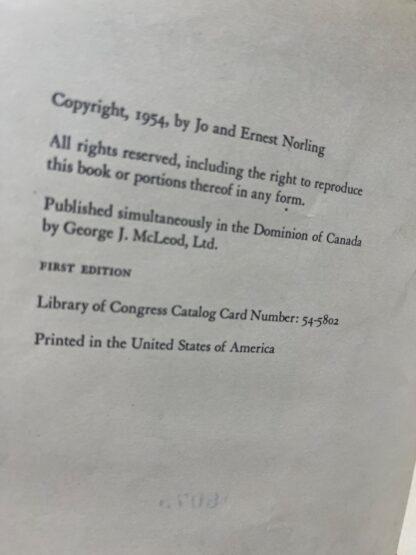 Copyright, 1954, by Jo and Ernest Norling
All rights reserved, including the right to reproduce
this book or portions thereof in any form.
Published simultaneously in the Dominion of Canada
by George J. McLeod, Ltd.
FIRST EDITION
Library of Congress Catalog Card Number: 54-5802
Printed in the United States of America